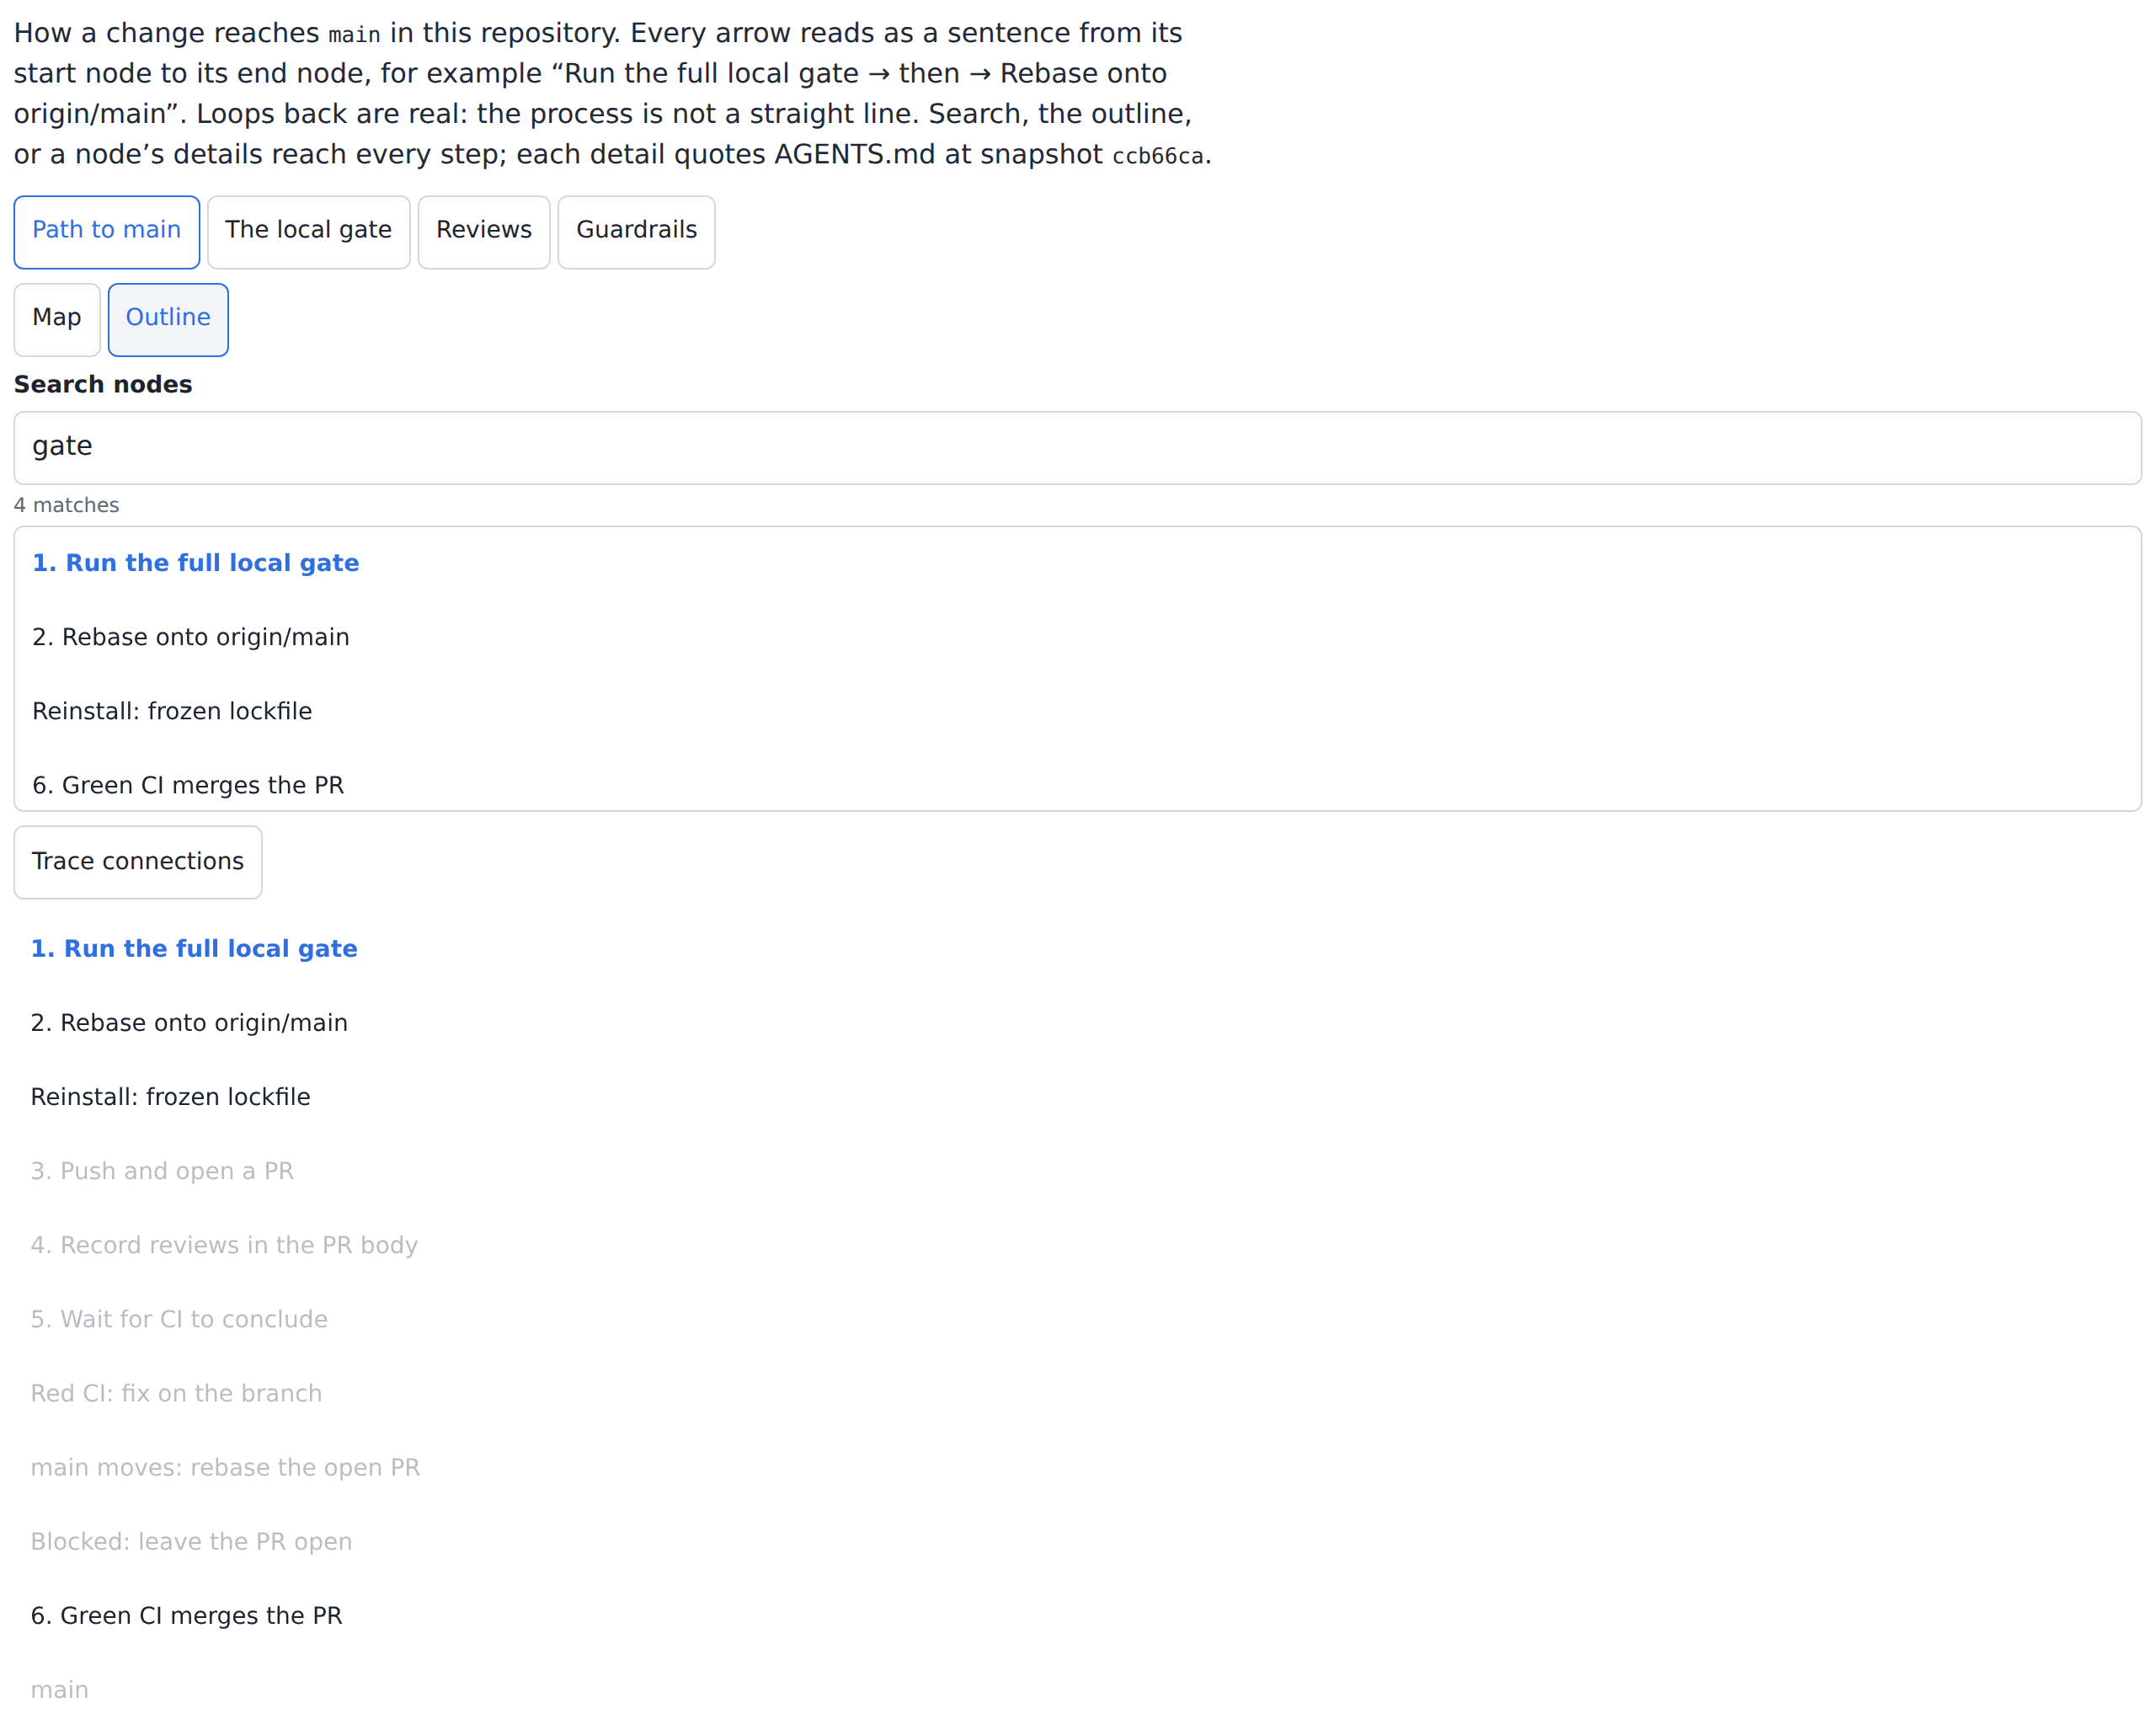 How a change reaches main in this repository. Every arrow reads as a sentence from its
start node to its end node, for example “Run the full local gate → then → Rebase onto
origin/main”. Loops back are real: the process is not a straight line. Search, the outline,
or a node’s details reach every step; each detail quotes AGENTS.md at snapshot ccb66ca.
Path to main The local gate Reviews Guardrails
Map Outline
Search nodes
gate
4 matches
1. Run the full local gate
2. Rebase onto origin/main
Reinstall: frozen lockfile
6. Green CI merges the PR
Trace connections
1. Run the full local gate
2. Rebase onto origin/main
Reinstall: frozen lockfile
3. Push and open a PR
4. Record reviews in the PR body
5. Wait for CI to conclude
Red CI: fix on the branch
main moves: rebase the open PR
Blocked: leave the PR open
6. Green CI merges the PR
main